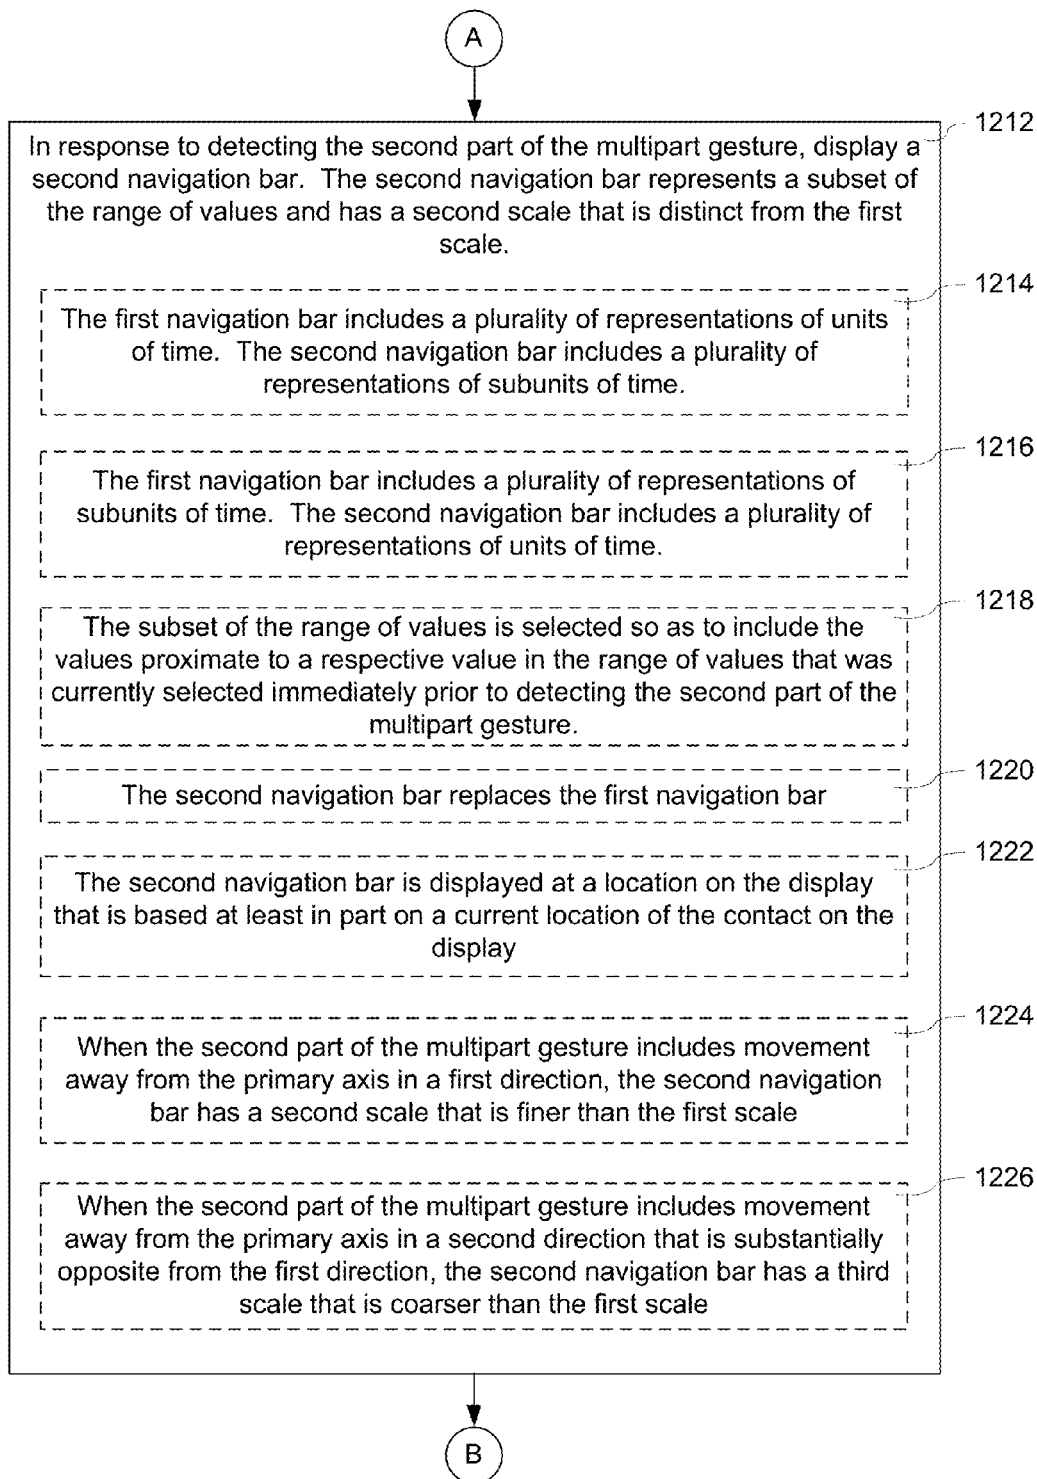 A
1212
In response to detecting the second part of the multipart gesture, display a
second navigation bar.  The second navigation bar represents a subset of
the range of values and has a second scale that is distinct from the first
scale.
1214
The first navigation bar includes a plurality of representations of units
of time.  The second navigation bar includes a plurality of
representations of subunits of time.
1216
The first navigation bar includes a plurality of representations of
subunits of time.  The second navigation bar includes a plurality of
representations of units of time.
1218
The subset of the range of values is selected so as to include the
values proximate to a respective value in the range of values that was
currently selected immediately prior to detecting the second part of the
multipart gesture.
1220
The second navigation bar replaces the first navigation bar
1222
The second navigation bar is displayed at a location on the display
that is based at least in part on a current location of the contact on the
display
1224
When the second part of the multipart gesture includes movement
away from the primary axis in a first direction, the second navigation
bar has a second scale that is finer than the first scale
1226
When the second part of the multipart gesture includes movement
away from the primary axis in a second direction that is substantially
opposite from the first direction, the second navigation bar has a third
scale that is coarser than the first scale
B